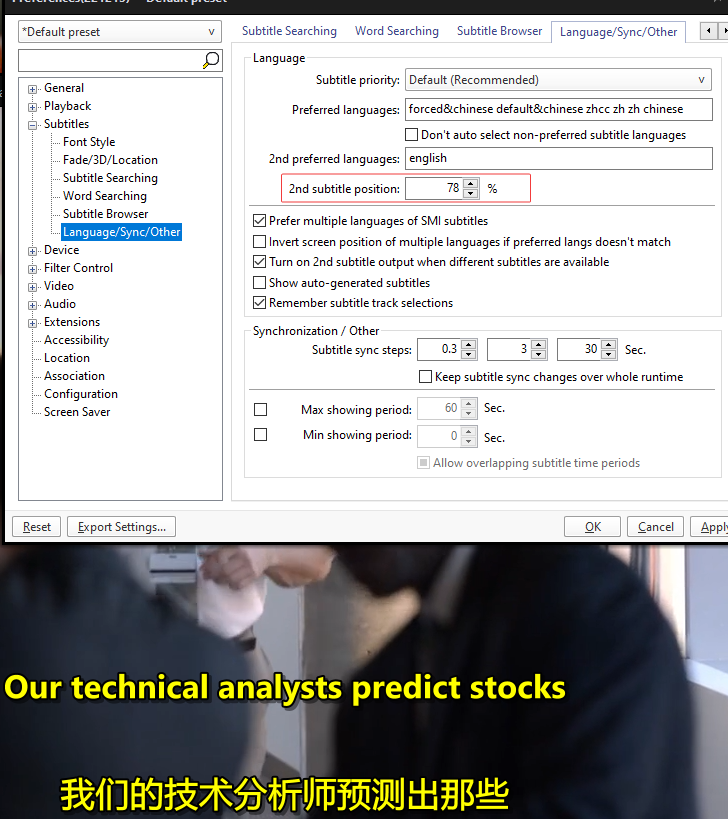 *Default preset
Subtitle Searching
Word Searching
Subtitle Browser
Language/Sync/Other
General
Playback
Subtitles
Font Style
Fade/3D/Location
Subtitle Searching
Word Searching
Subtitle Browser
Language/Sync/Other
Device
Filter Control
Video
Audio
Extensions
Accessibility
Location
Association
Configuration
Screen Saver
Language
Subtitle priority: Default (Recommended)
Preferred languages: forced&chinese default&chinese zhcc zh zh chinese
Don't auto select non-preferred subtitle languages
2nd preferred languages: english
2nd subtitle position: 78 %
Prefer multiple languages of SMI subtitles
Invert screen position of multiple languages if preferred langs doesn't match
Turn on 2nd subtitle output when different subtitles are available
Show auto-generated subtitles
Remember subtitle track selections
Synchronization / Other
Subtitle sync steps: 0.3 3 30 Sec.
Keep subtitle sync changes over whole runtime
Max showing period: 60 Sec.
Min showing period: 0 Sec.
Allow overlapping subtitle time periods
Reset
Export Settings...
OK
Cancel
Apply
Our technical analysts predict stocks
我们的技术分析师预测出那些